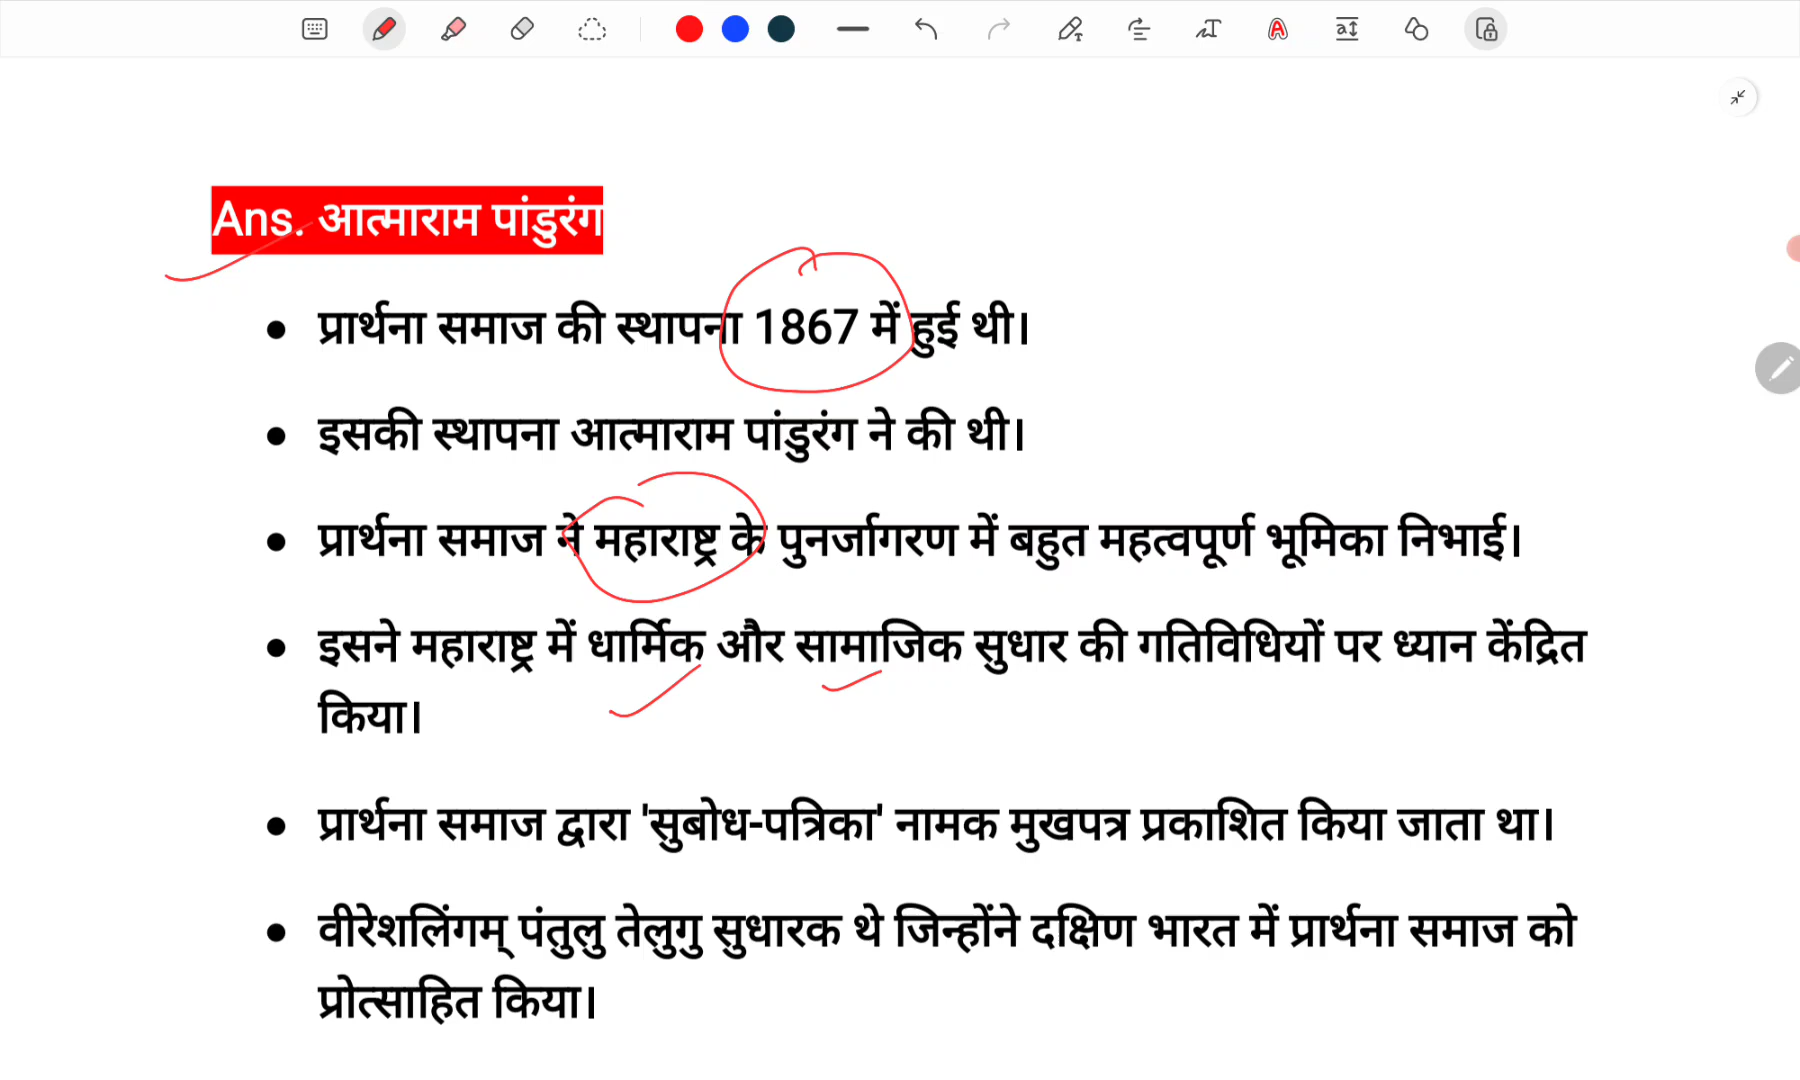 Ans. आत्माराम पांडुरंग
● प्रार्थना समाज की स्थापना 1867 में हुई थी।
● इसकी स्थापना आत्माराम पांडुरंग ने की थी।
● प्रार्थना समाज ने महाराष्ट्र के पुनर्जागरण में बहुत महत्वपूर्ण भूमिका निभाई।
● इसने महाराष्ट्र में धार्मिक और सामाजिक सुधार की गतिविधियों पर ध्यान केंद्रित
किया।
● प्रार्थना समाज द्वारा 'सुबोध-पत्रिका' नामक मुखपत्र प्रकाशित किया जाता था।
● वीरेशलिंगम् पंतुलु तेलुगु सुधारक थे जिन्होंने दक्षिण भारत में प्रार्थना समाज को
प्रोत्साहित किया।